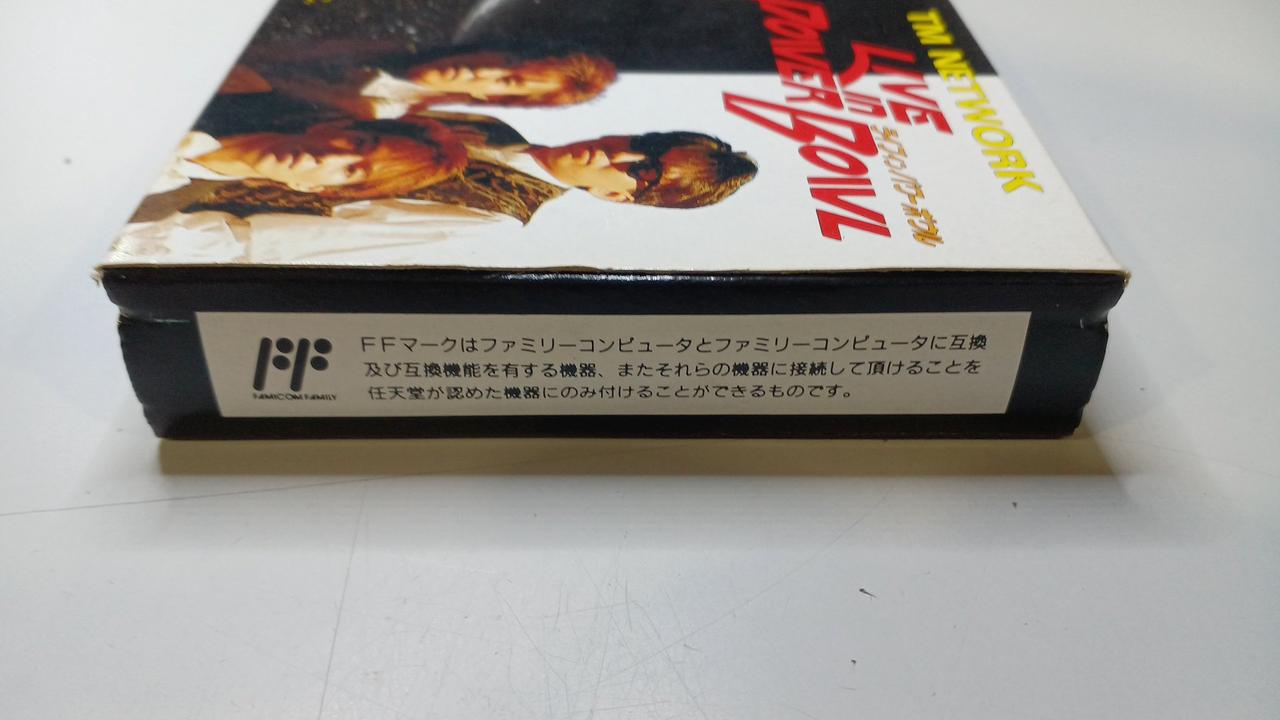 TM NETWORK
LIVE
IN
POWER
BOWL
ライブ・イン・パワーボウル
FAMICOM FAMILY
FFマークはファミリーコンピュータとファミリーコンピュータに互換
及び互換機能を有する機器、またそれらの機器に接続して頂けることを
任天堂が認めた機器にのみ付けることができるものです。